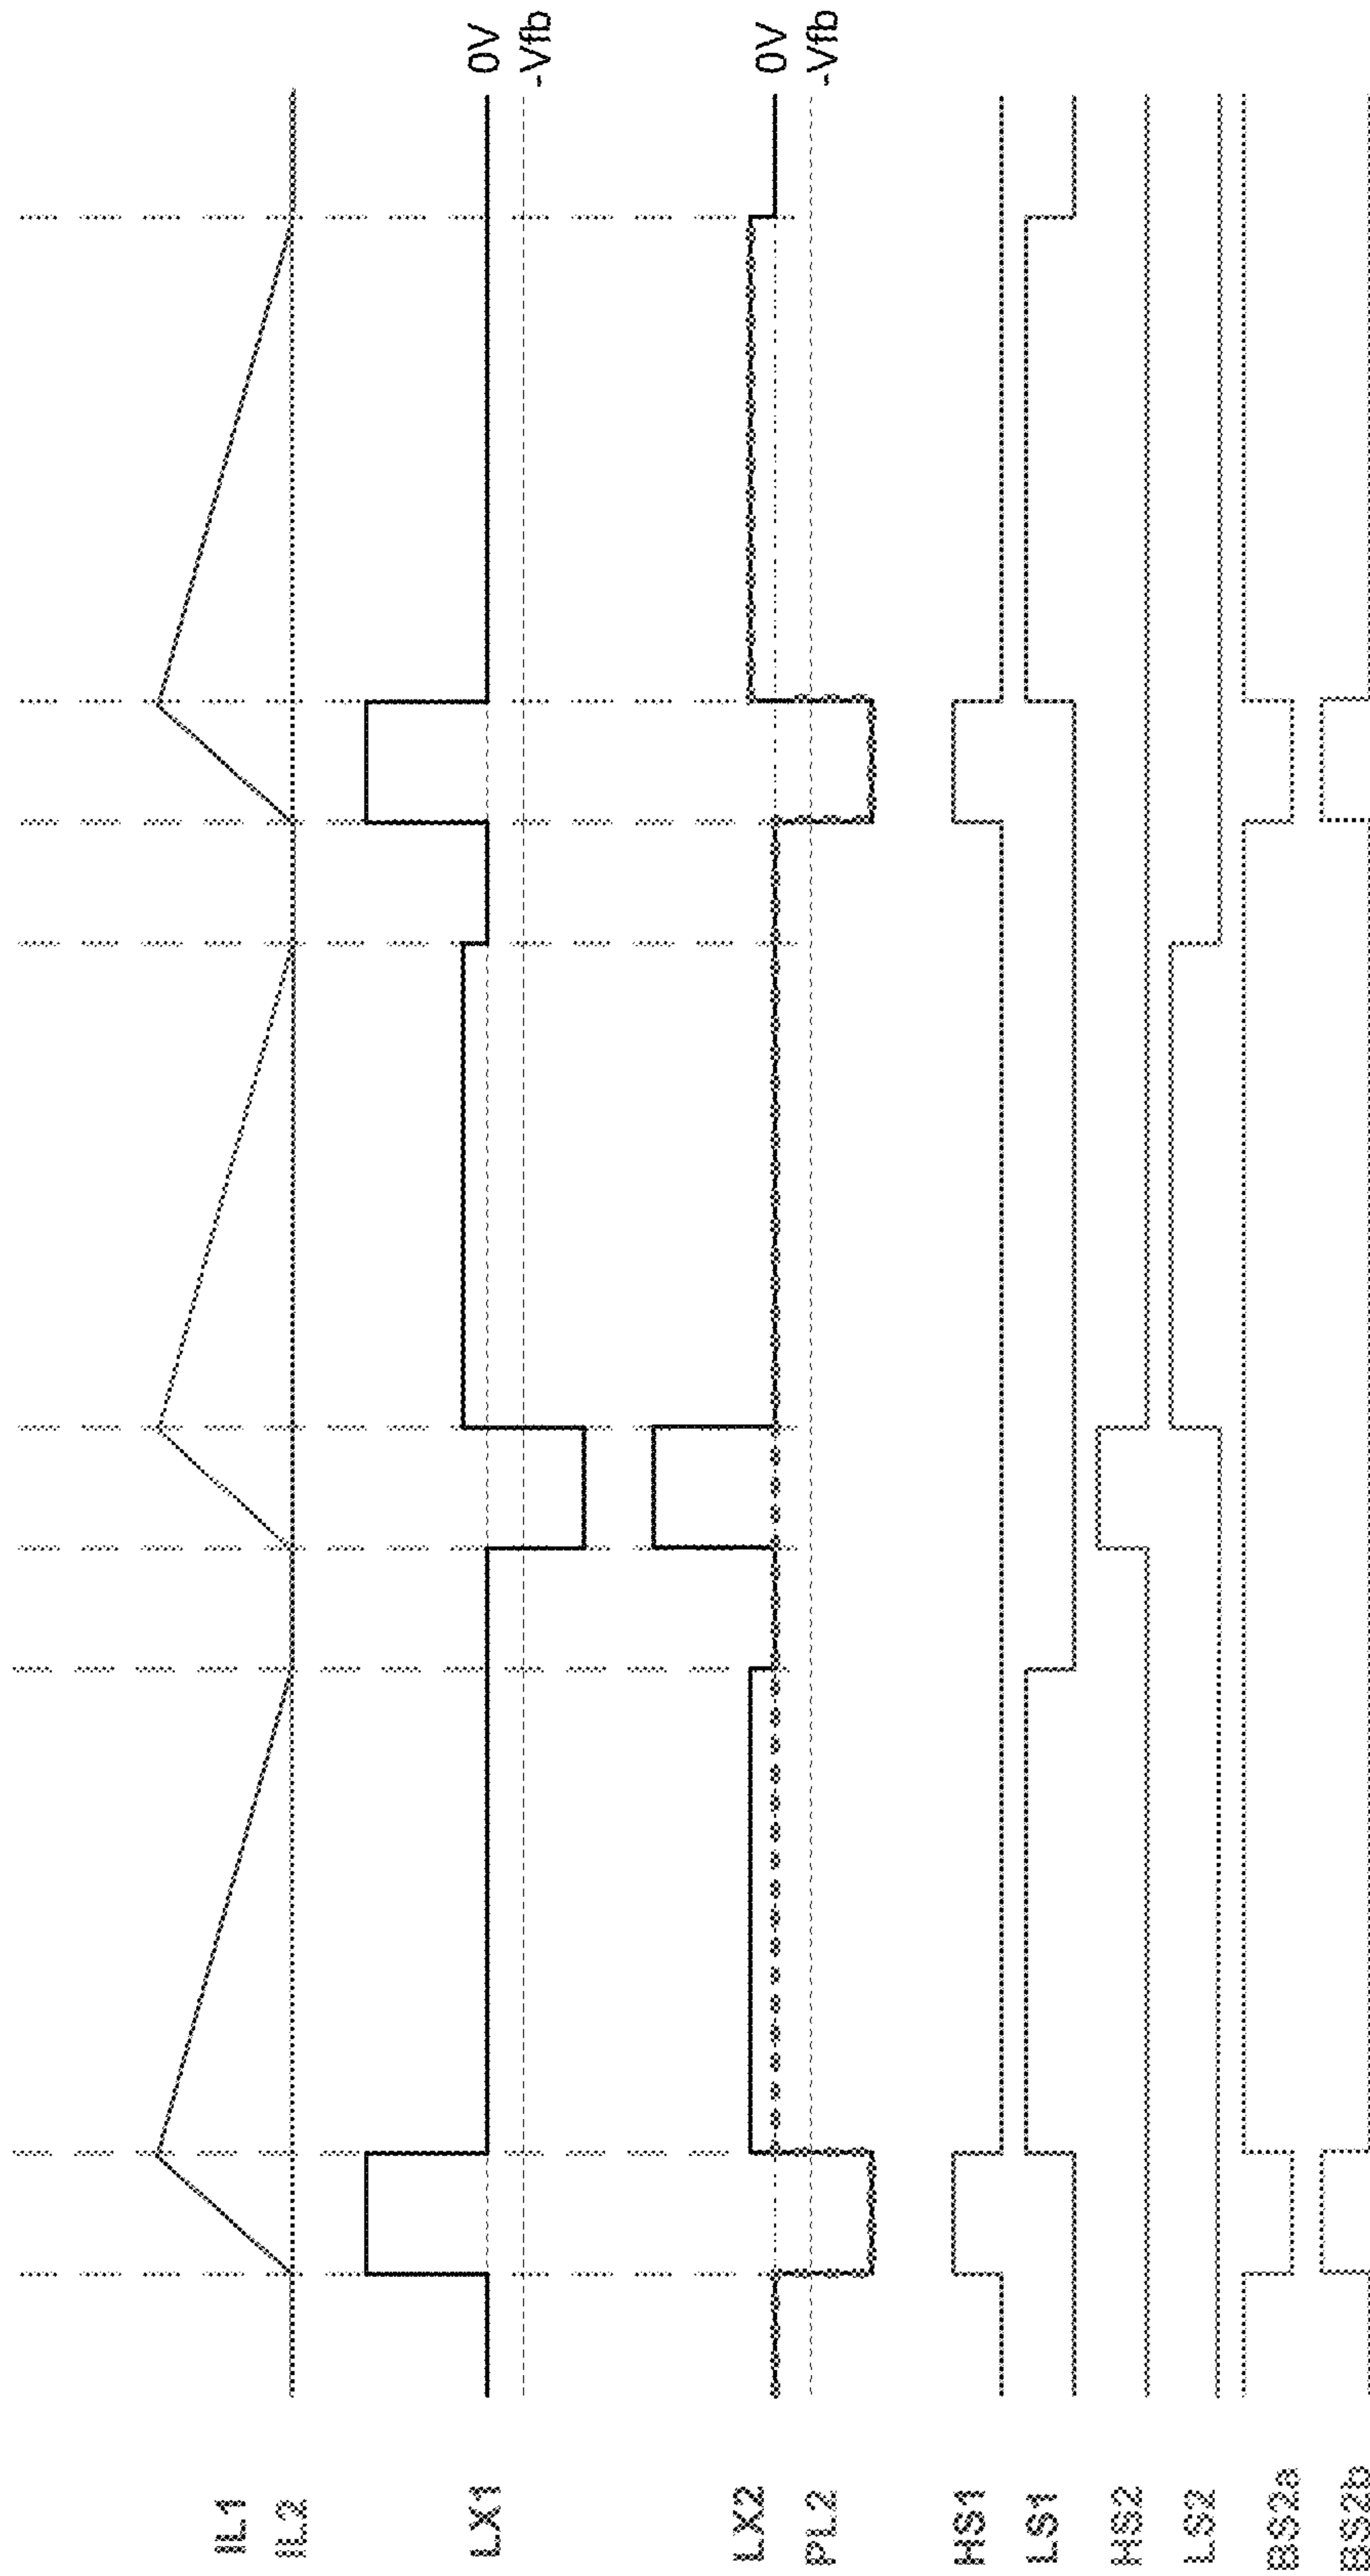 IL1
IL2
LX1
0V
-Vfb
LX2
0V
PL2
-Vfb
HS1
LS1
HS2
LS2
BS2a
BS2b